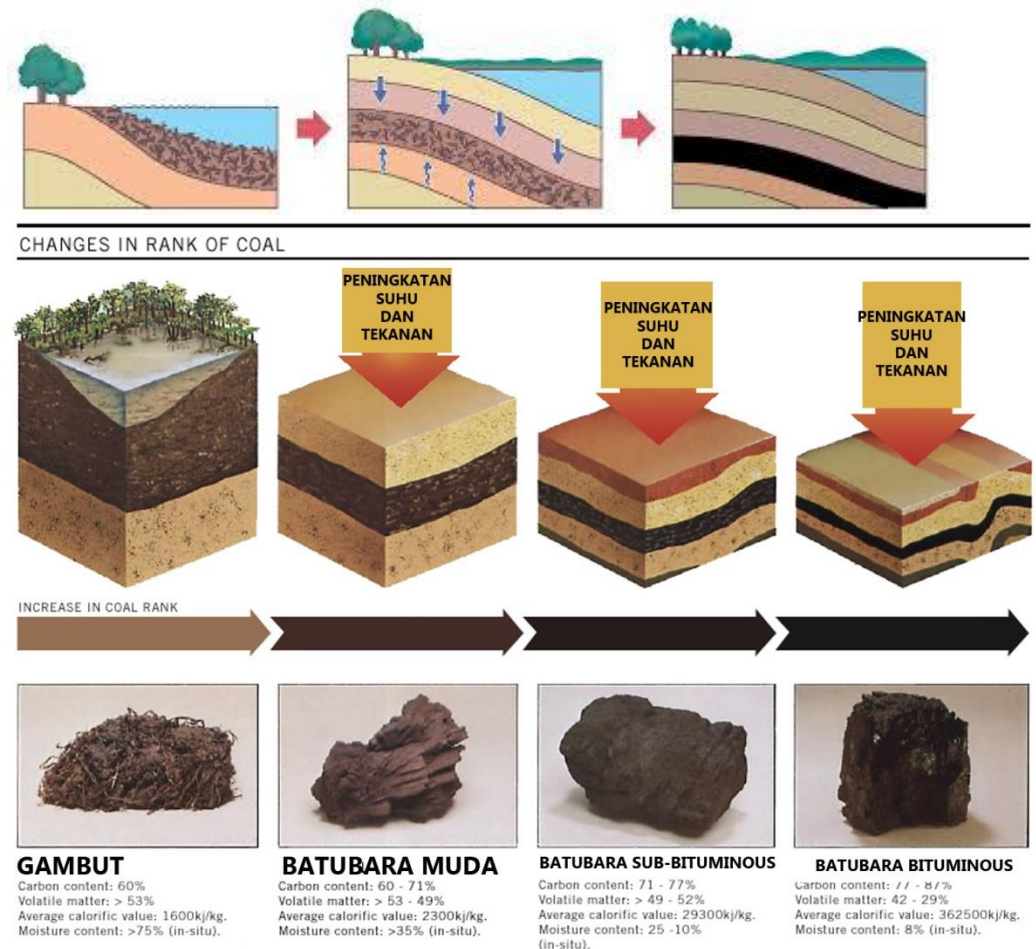 CHANGES IN RANK OF COAL
PENINGKATAN
SUHU
DAN
TEKANAN
PENINGKATAN
SUHU
DAN
TEKANAN
PENINGKATAN
SUHU
DAN
TEKANAN
INCREASE IN COAL RANK
GAMBUT
Carbon content: 60%
Volatile matter: > 53%
Average calorific value: 1600kj/kg.
Moisture content: >75% (in-situ).
BATUBARA MUDA
Carbon content: 60 - 71%
Volatile matter: > 53 - 49%
Average calorific value: 2300kj/kg.
Moisture content: >35% (in-situ).
BATUBARA SUB-BITUMINOUS
Carbon content: 71 - 77%
Volatile matter: > 49 - 52%
Average calorific value: 29300kj/kg.
Moisture content: 25 -10%
(in-situ).
BATUBARA BITUMINOUS
Carbon content: 77 - 87%
Volatile matter: 42 - 29%
Average calorific value: 362500kj/kg.
Moisture content: 8% (in-situ).